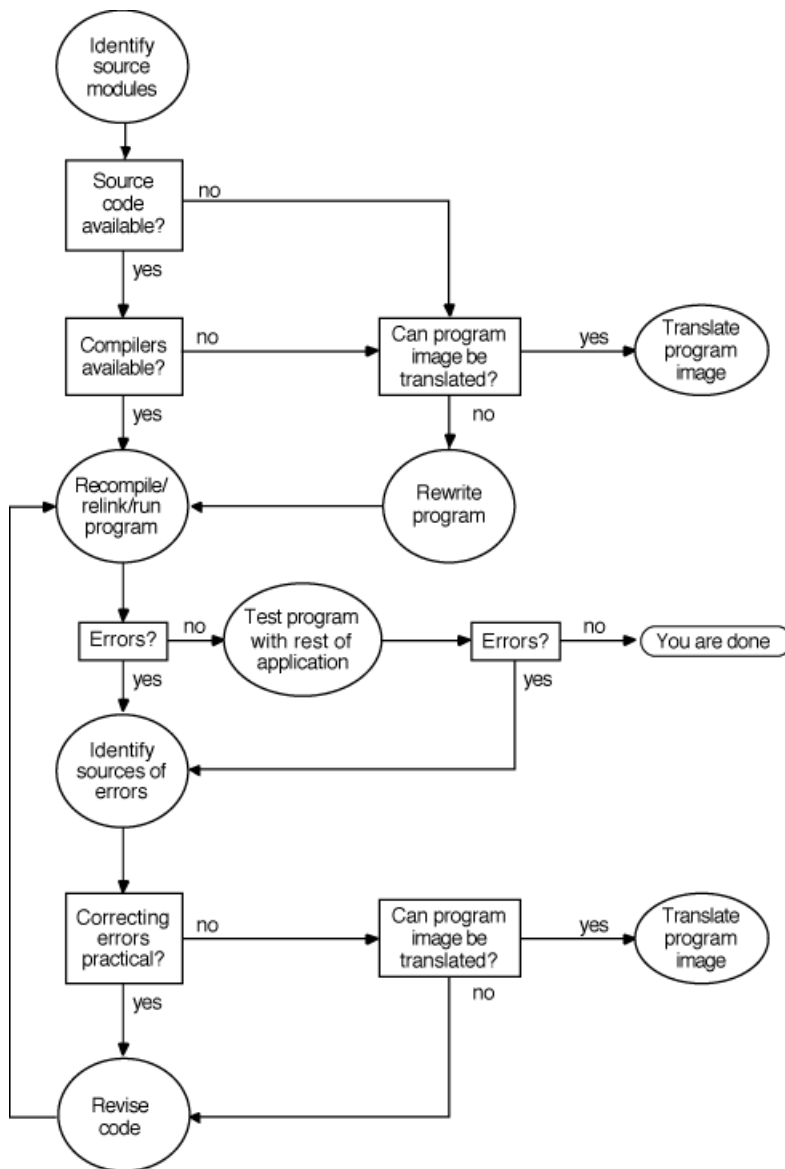 Identify
source
modules
Source
code
available?
no
yes
Compilers
available?
no
Can program
image be
translated?
yes
Translate
program
image
yes
no
Recompile/
relink/run
program
Rewrite
program
Errors?
no
Test program
with rest of
application
Errors?
no
You are done
yes
yes
Identify
sources of
errors
Correcting
errors
practical?
no
Can program
image be
translated?
yes
Translate
program
image
yes
no
Revise
code